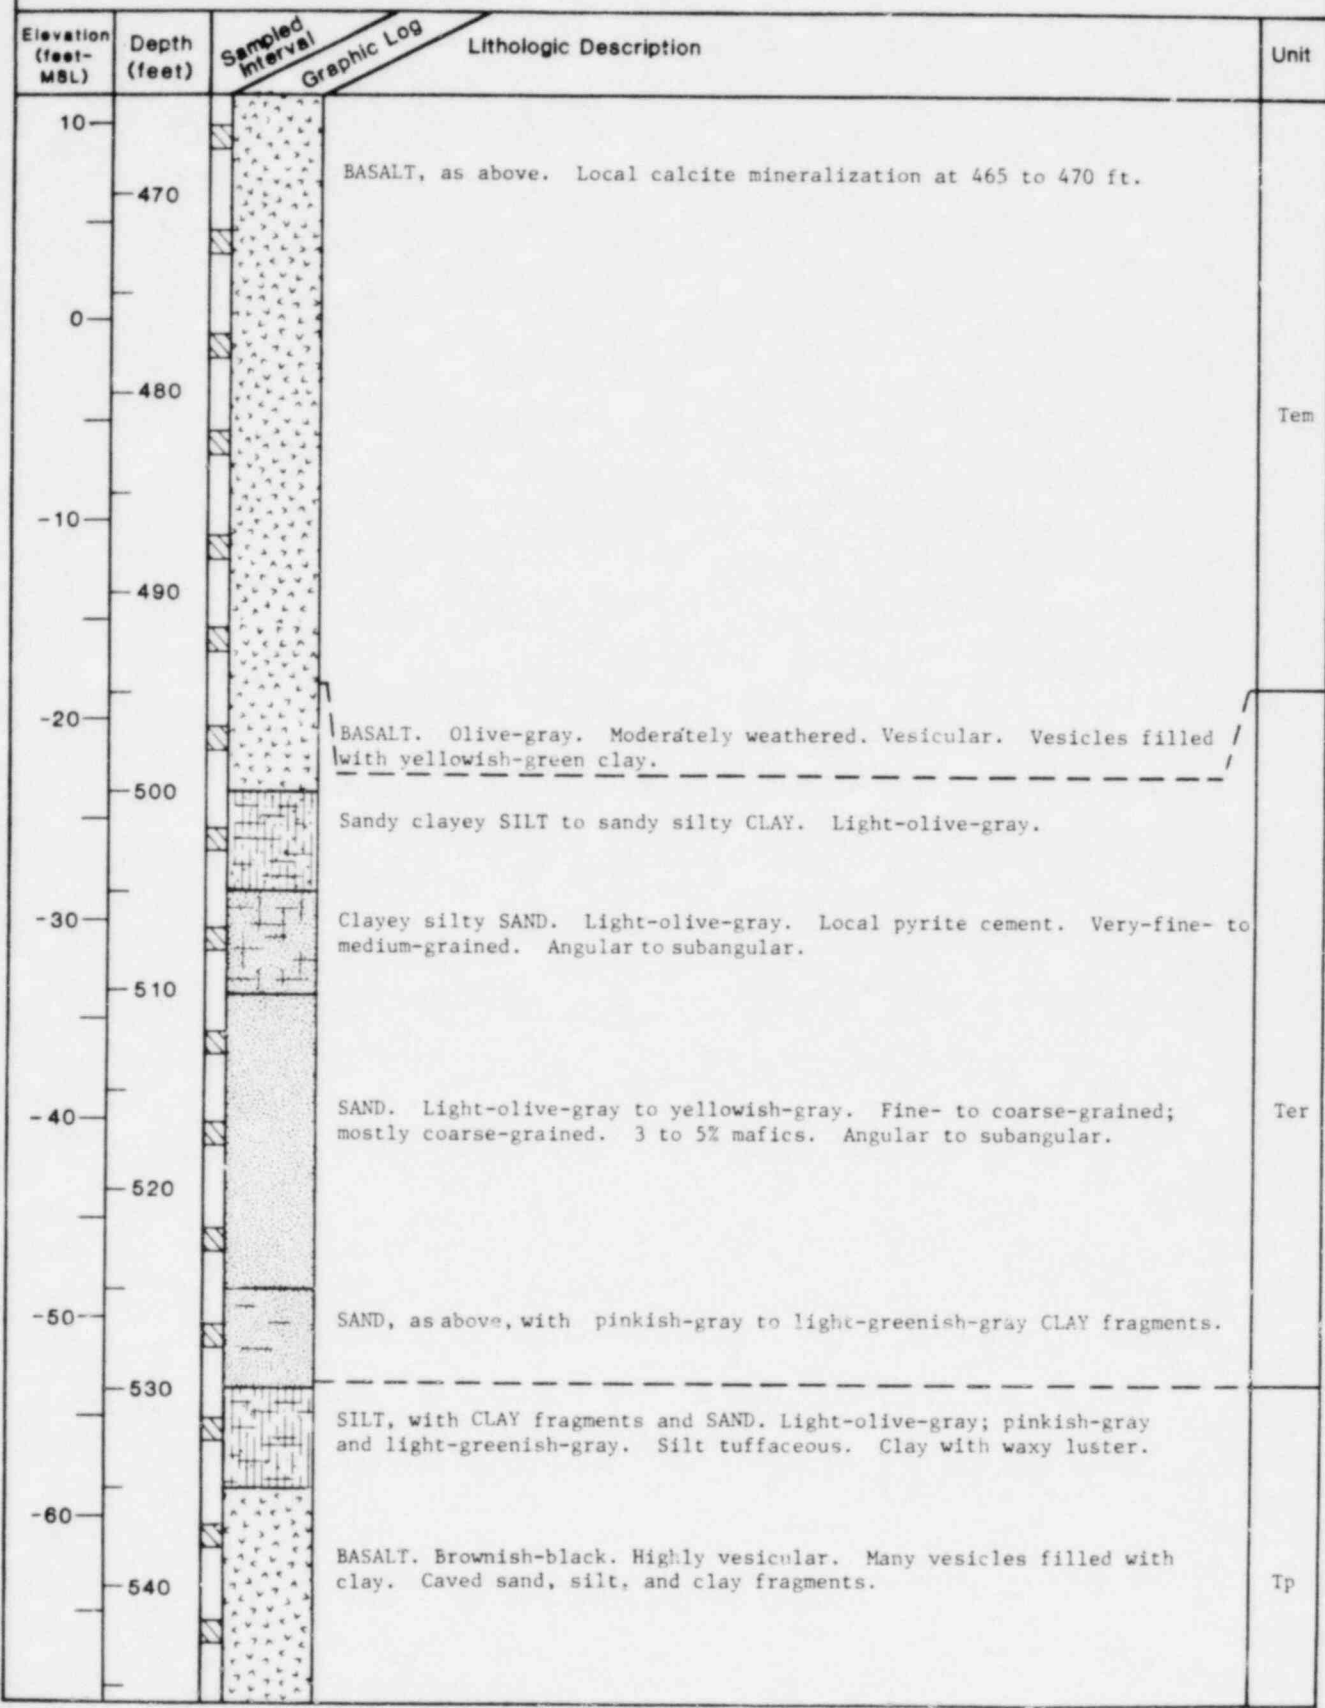 Elevation
(feet-
MSL)
Depth
(feet)
Sampled
Interval
Graphic Log
Lithologic Description
Unit
10
BASALT, as above. Local calcite mineralization at 465 to 470 ft.
470
0
480
Tem
-10
490
-20
BASALT. Olive-gray. Moderately weathered. Vesicular. Vesicles filled
with yellowish-green clay.
500
Sandy clayey SILT to sandy silty CLAY. Light-olive-gray.
-30
Clayey silty SAND. Light-olive-gray. Local pyrite cement. Very-fine- to
medium-grained. Angular to subangular.
510
-40
SAND. Light-olive-gray to yellowish-gray. Fine- to coarse-grained;
mostly coarse-grained. 3 to 5% mafics. Angular to subangular.
Ter
520
-50
SAND, as above, with pinkish-gray to light-greenish-gray CLAY fragments.
530
SILT, with CLAY fragments and SAND. Light-olive-gray; pinkish-gray
and light-greenish-gray. Silt tuffaceous. Clay with waxy luster.
-60
BASALT. Brownish-black. Highly vesicular. Many vesicles filled with
clay. Caved sand, silt, and clay fragments.
540
Tp